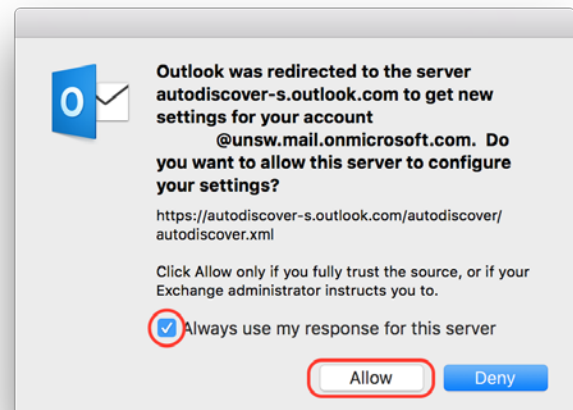 Outlook was redirected to the server
autodiscover-s.outlook.com to get new
settings for your account
@unsw.mail.onmicrosoft.com. Do
you want to allow this server to configure
your settings?
https://autodiscover-s.outlook.com/autodiscover/
autodiscover.xml
Click Allow only if you fully trust the source, or if your
Exchange administrator instructs you to.
Always use my response for this server
Allow Deny